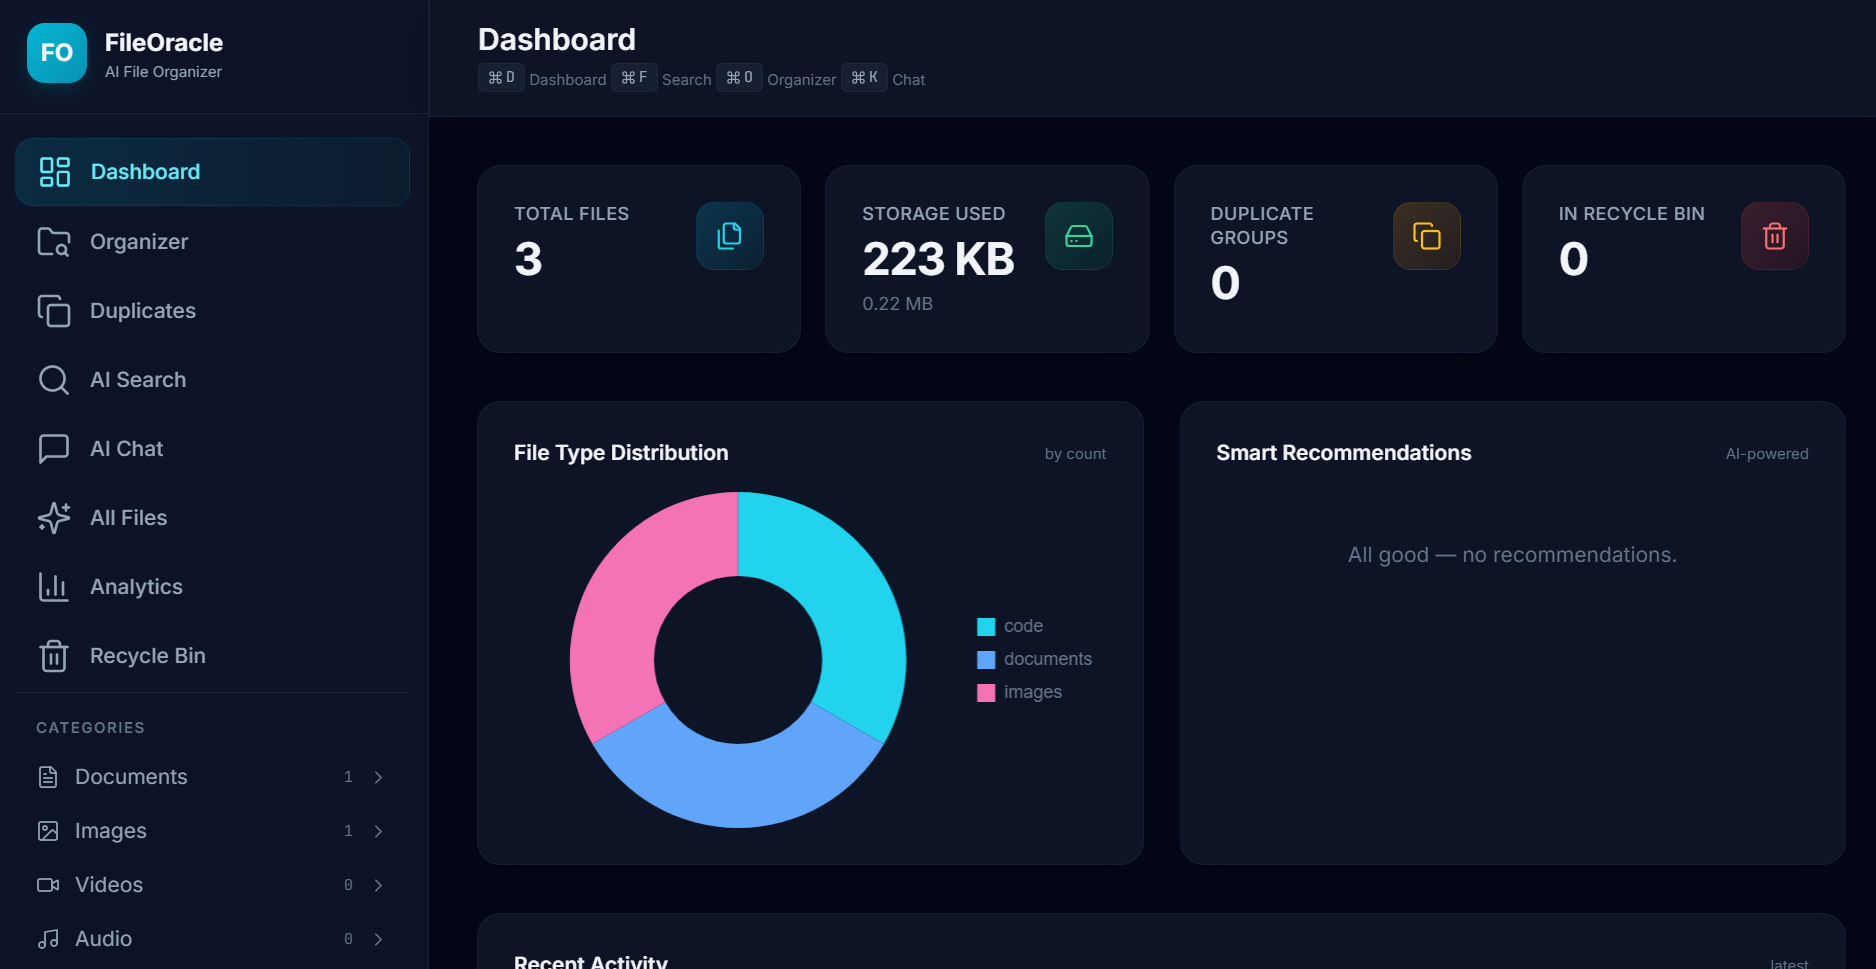 FO
FileOracle
AI File Organizer
Dashboard
Organizer
Duplicates
AI Search
AI Chat
All Files
Analytics
Recycle Bin
CATEGORIES
Documents 1
Images 1
Videos 0
Audio 0
Dashboard
⌘ D Dashboard ⌘ F Search ⌘ O Organizer ⌘ K Chat
TOTAL FILES
3
STORAGE USED
223 KB
0.22 MB
DUPLICATE
GROUPS
0
IN RECYCLE BIN
0
File Type Distribution by count
code
documents
images
Smart Recommendations AI-powered
All good — no recommendations.
Recent Activity latest